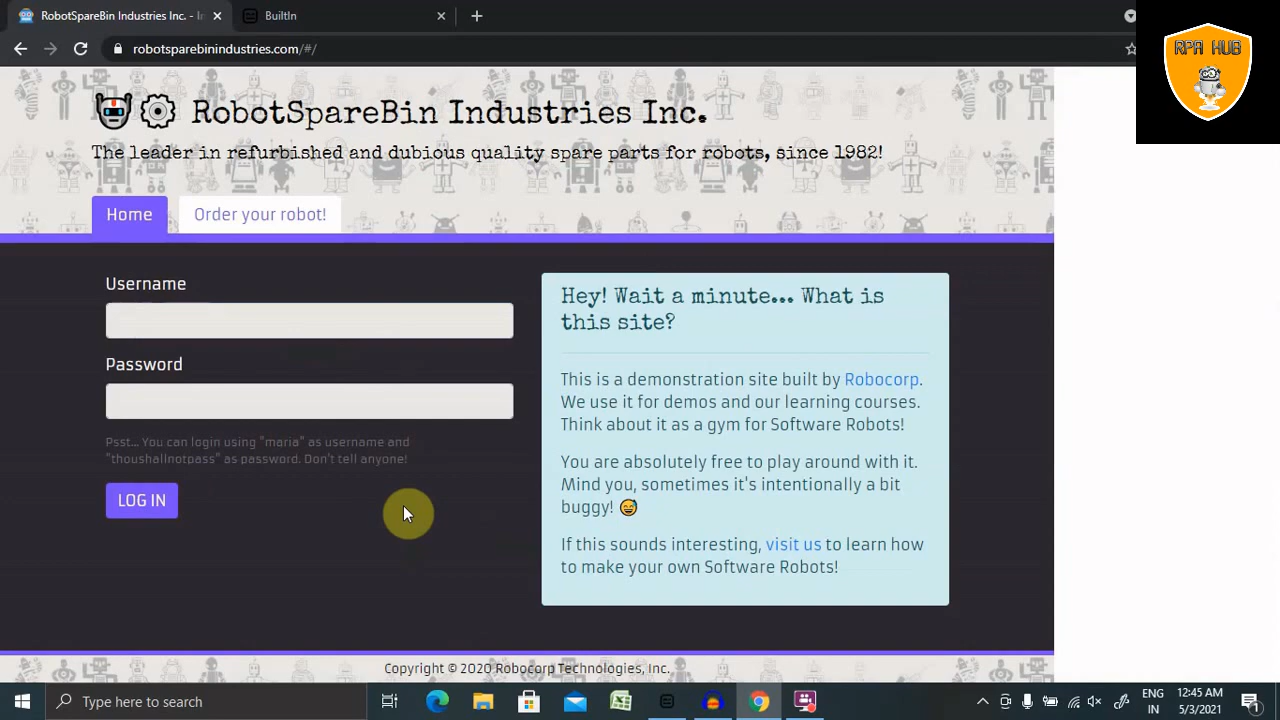 RobotSpareBin Industries Inc. - In
BuiltIn
robotsparebinindustries.com/#/
RPA HUB
RobotSpareBin Industries Inc.
The leader in refurbished and dubious quality spare parts for robots, since 1982!
Home
Order your robot!
Username
Password
Psst... You can login using "maria" as username and
"thoushallnotpass" as password. Don't tell anyone!
LOG IN
Hey! Wait a minute... What is
this site?
This is a demonstration site built by Robocorp.
We use it for demos and our learning courses.
Think about it as a gym for Software Robots!
You are absolutely free to play around with it.
Mind you, sometimes it's intentionally a bit
buggy! 😅
If this sounds interesting, visit us to learn how
to make your own Software Robots!
Copyright © 2020 Robocorp Technologies, Inc.
Type here to search
ENG
IN
12:45 AM
5/3/2021
1